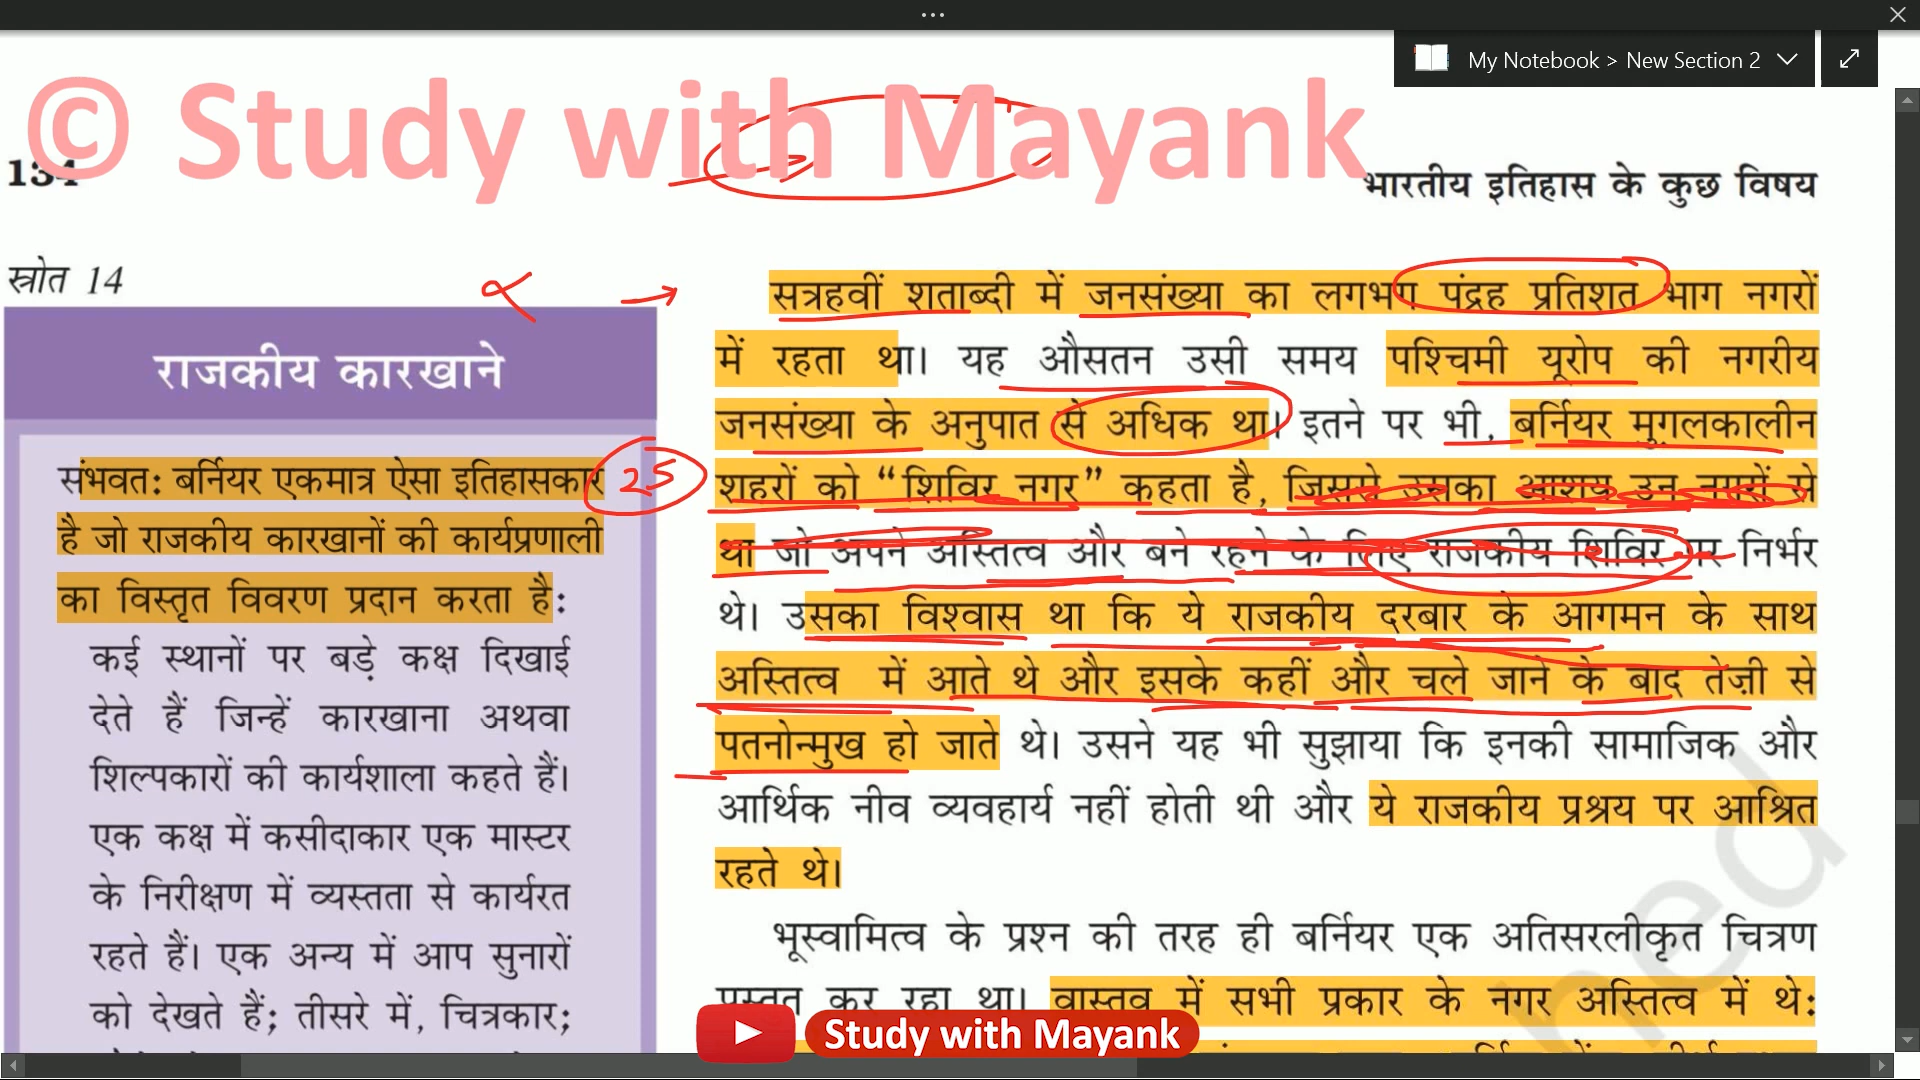 My Notebook > New Section 2
© Study with Mayank
134
भारतीय इतिहास के कुछ विषय
स्रोत 14
राजकीय कारखाने
संभवत: बर्नियर एकमात्र ऐसा इतिहासकार
25
है जो राजकीय कारखानों की कार्यप्रणाली
का विस्तृत विवरण प्रदान करता है:
कई स्थानों पर बड़े कक्ष दिखाई
देते हैं जिन्हें कारखाना अथवा
शिल्पकारों की कार्यशाला कहते हैं।
एक कक्ष में कसीदाकार एक मास्टर
के निरीक्षण में व्यस्तता से कार्यरत
रहते हैं। एक अन्य में आप सुनारों
को देखते हैं; तीसरे में, चित्रकार;
सत्रहवीं शताब्दी में जनसंख्या का लगभग पंद्रह प्रतिशत भाग नगरों
में रहता था। यह औसतन उसी समय पश्चिमी यूरोप की नगरीय
जनसंख्या के अनुपात से अधिक था। इतने पर भी, बर्नियर मुगलकालीन
शहरों को “शिविर नगर” कहता है, जिससे उसका आशय उन नगरों से
था जो अपने अस्तित्व और बने रहने के लिए राजकीय शिविर पर निर्भर
थे। उसका विश्वास था कि ये राजकीय दरबार के आगमन के साथ
अस्तित्व में आते थे और इसके कहीं और चले जाने के बाद तेज़ी से
पतनोन्मुख हो जाते थे। उसने यह भी सुझाया कि इनकी सामाजिक और
आर्थिक नीव व्यवहार्य नहीं होती थी और ये राजकीय प्रश्रय पर आश्रित
रहते थे।
भूस्वामित्व के प्रश्न की तरह ही बर्नियर एक अतिसरलीकृत चित्रण
प्रस्तुत कर रहा था। वास्तव में सभी प्रकार के नगर अस्तित्व में थे:
Study with Mayank